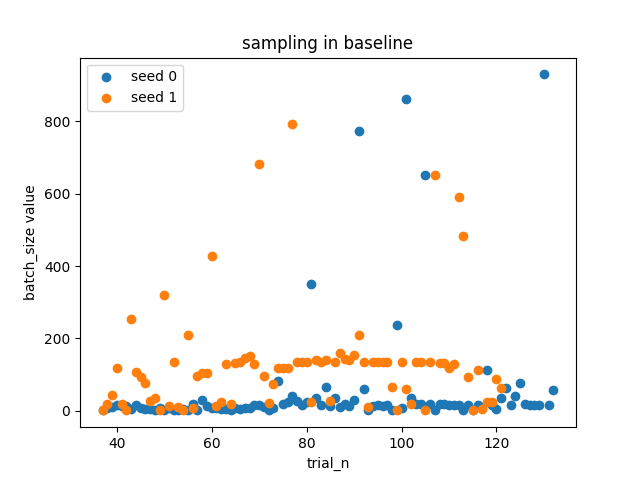 sampling in baseline
seed 0
seed 1
batch_size value
800
600
400
200
0
40
60
80
100
120
trial_n